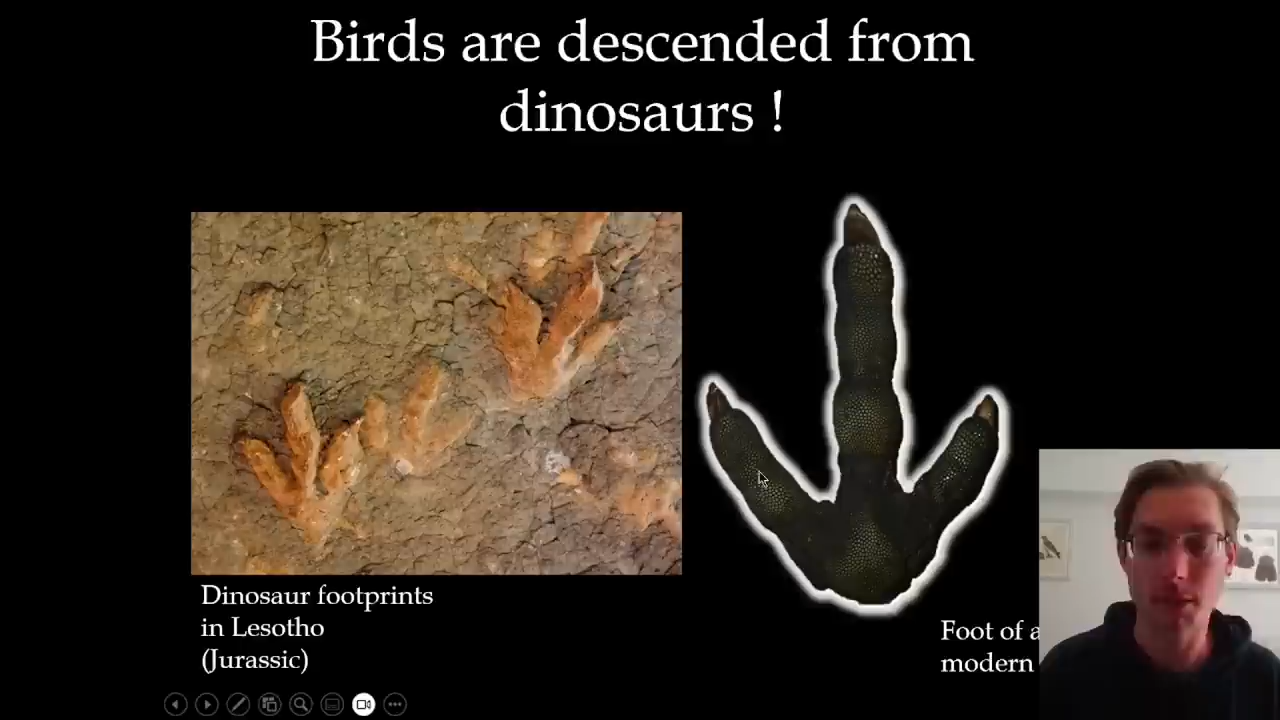 Birds are descended from
dinosaurs !
Dinosaur footprints
in Lesotho
(Jurassic)
Foot of a
modern